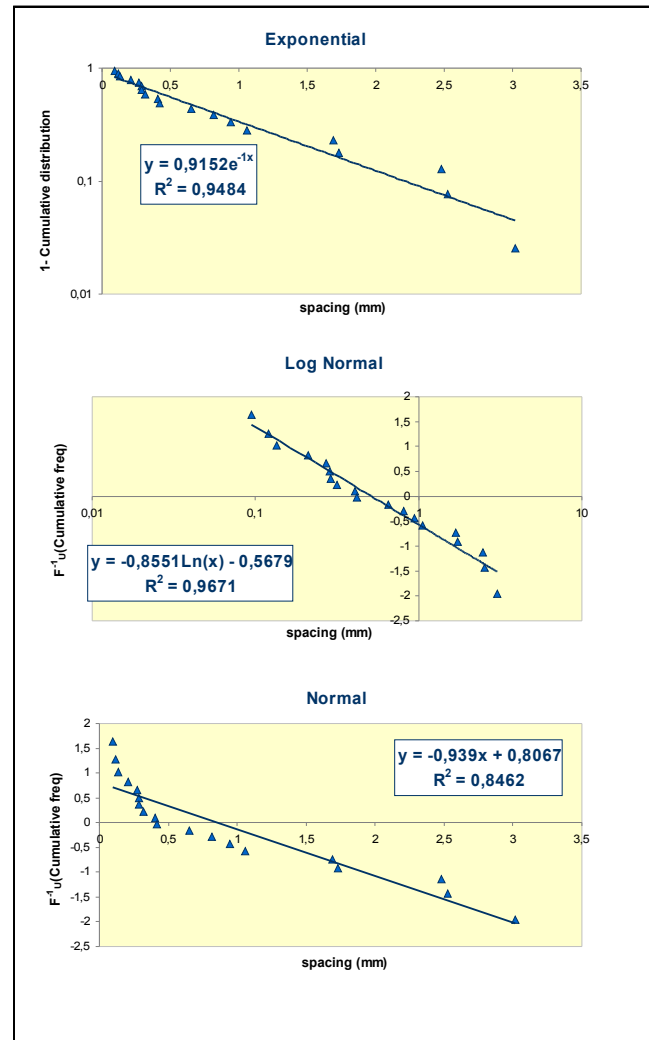 Exponential
1
0 0,5 1 1,5 2 2,5 3 3,5
0,1
0,01
1- Cumulative distribution
y = 0,9152e-1x
R2 = 0,9484
spacing (mm)
Log Normal
2
1,5
1
0,5
0
-0,5
-1
-1,5
-2
-2,5
0,01 0,1 1 10
F-1U(Cumulative freq)
y = -0,8551Ln(x) - 0,5679
R2 = 0,9671
spacing (mm)
Normal
2
1,5
1
0,5
0
-0,5
-1
-1,5
-2
-2,5
0 0,5 1 1,5 2 2,5 3 3,5
F-1U(Cumulative freq)
y = -0,939x + 0,8067
R2 = 0,8462
spacing (mm)